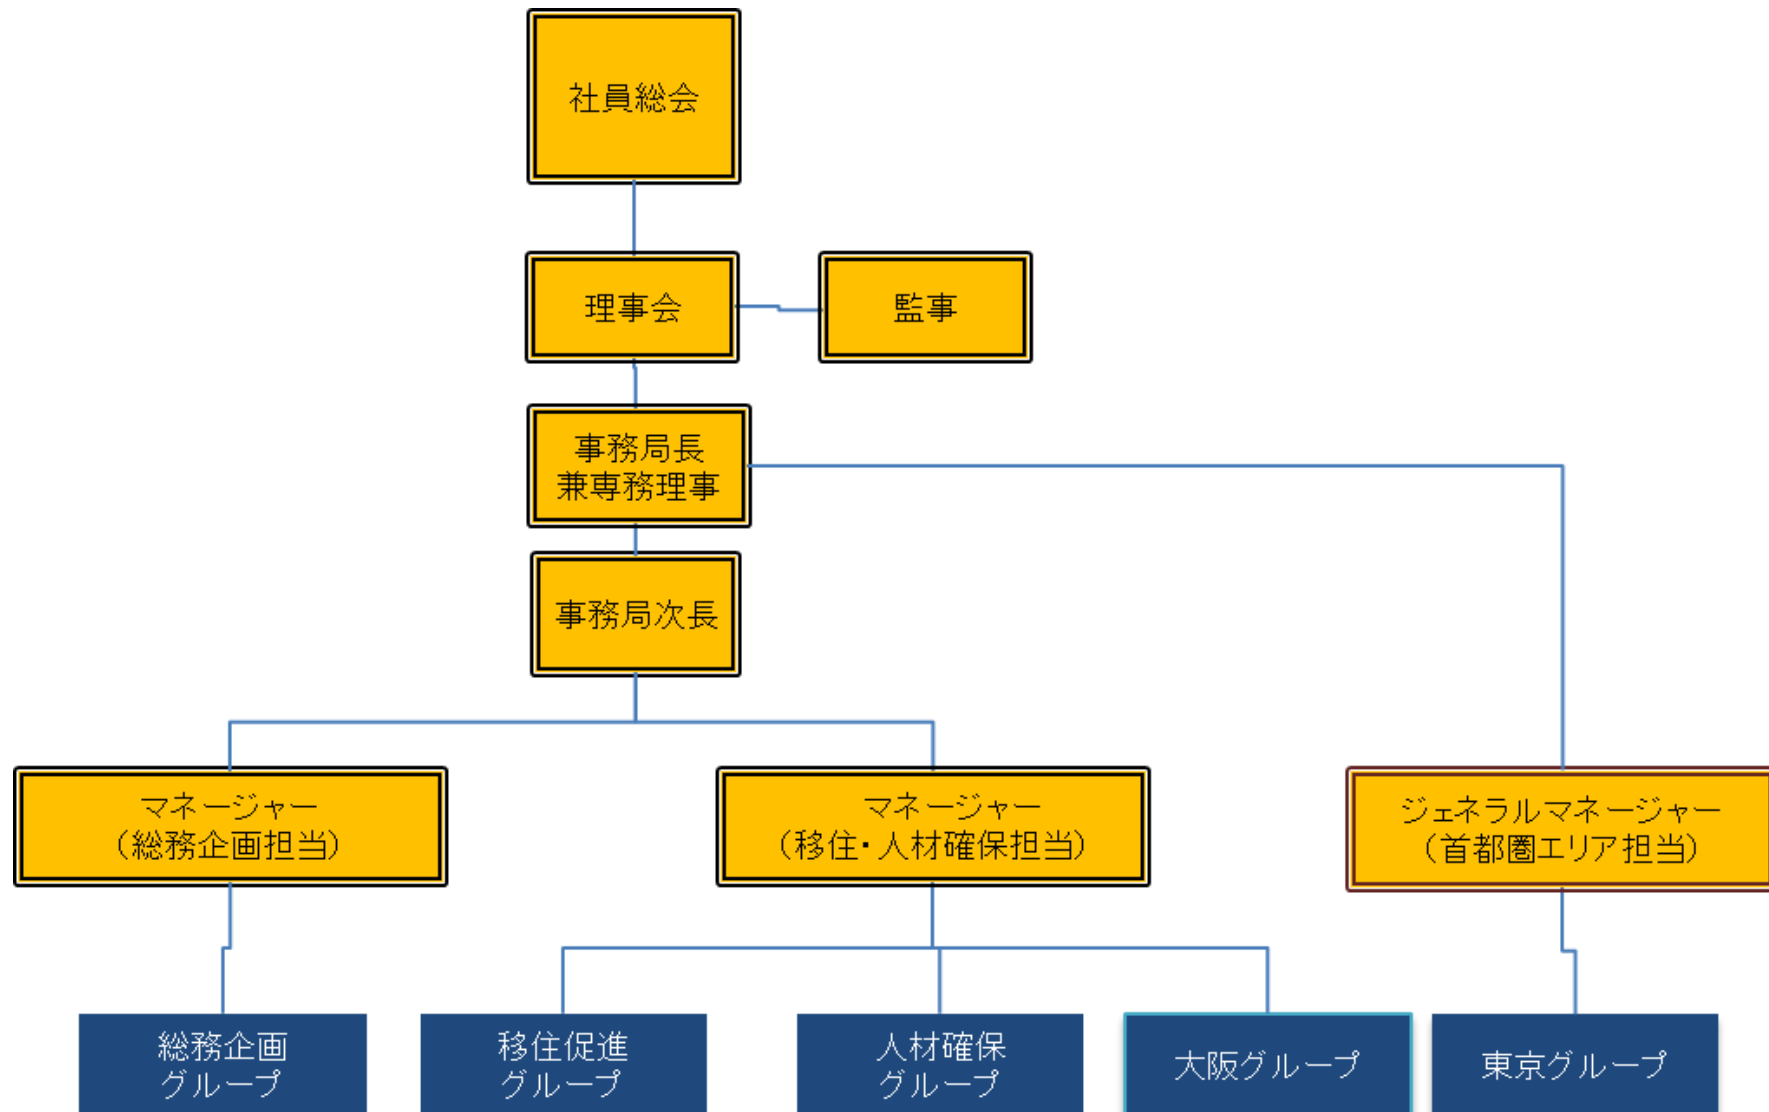 社員総会
理事会
監事
事務局長
兼専務理事
事務局次長
マネージャー
（総務企画担当）
マネージャー
（移住・人材確保担当）
ジェネラルマネージャー
（首都圏エリア担当）
総務企画
グループ
移住促進
グループ
人材確保
グループ
大阪グループ
東京グループ